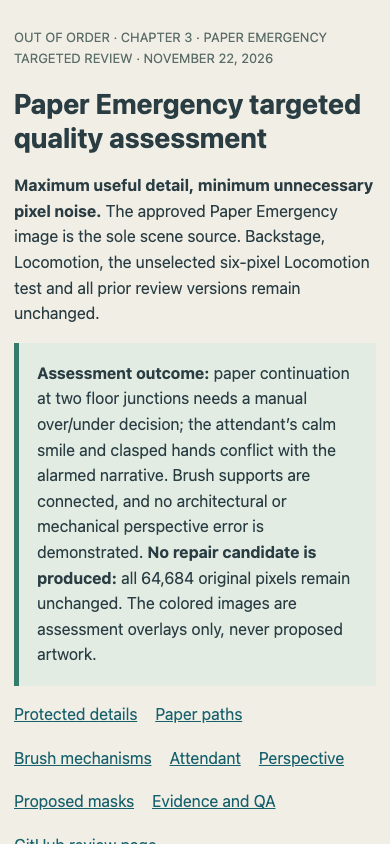 OUT OF ORDER · CHAPTER 3 · PAPER EMERGENCY
TARGETED REVIEW · NOVEMBER 22, 2026
Paper Emergency targeted
quality assessment
Maximum useful detail, minimum unnecessary
pixel noise. The approved Paper Emergency
image is the sole scene source. Backstage,
Locomotion, the unselected six-pixel Locomotion
test and all prior review versions remain
unchanged.
Assessment outcome: paper continuation
at two floor junctions needs a manual
over/under decision; the attendant’s calm
smile and clasped hands conflict with the
alarmed narrative. Brush supports are
connected, and no architectural or
mechanical perspective error is
demonstrated. No repair candidate is
produced: all 64,684 original pixels remain
unchanged. The colored images are
assessment overlays only, never proposed
artwork.
Protected details Paper paths
Brush mechanisms Attendant Perspective
Proposed masks Evidence and QA
GitHub review page